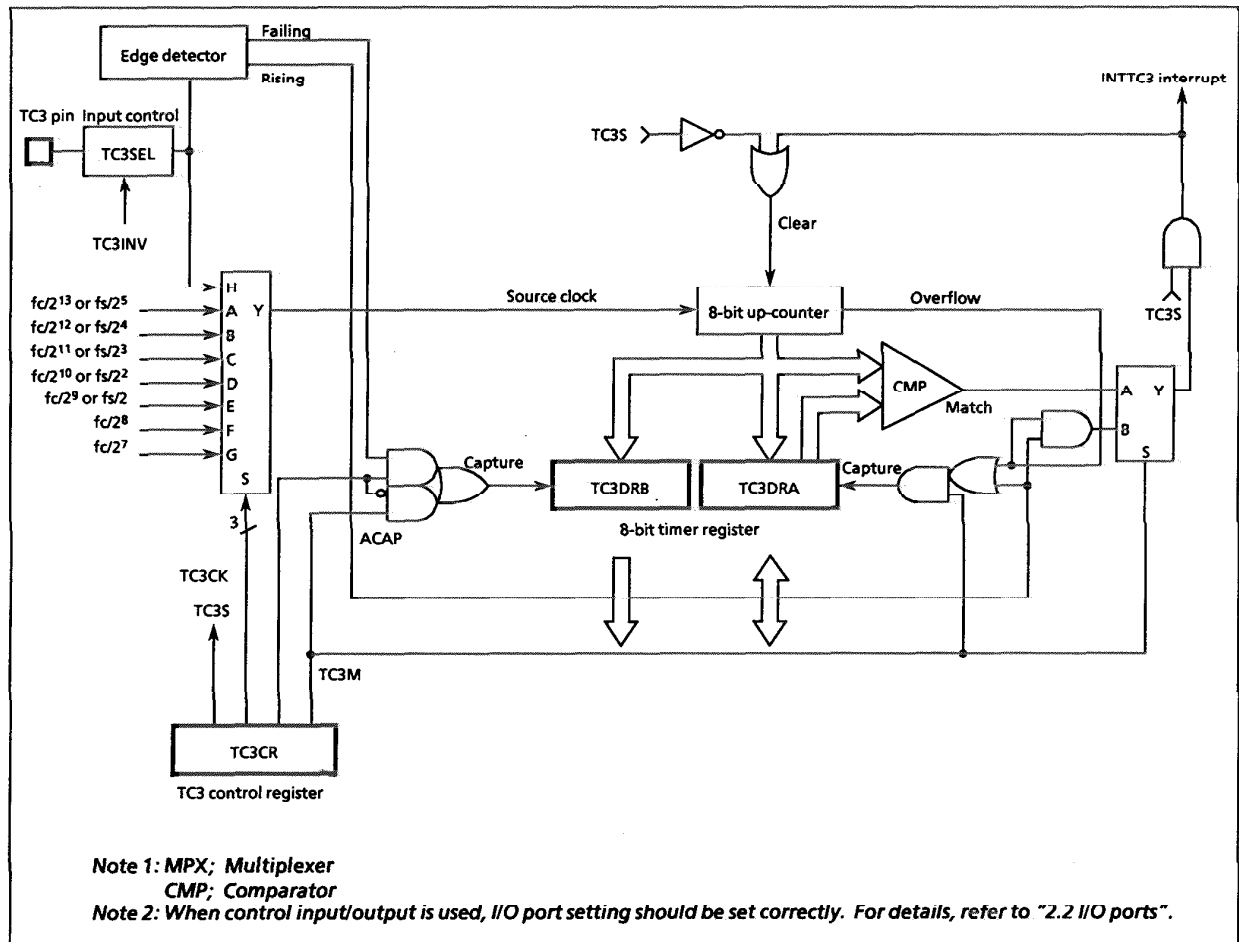 Failing
Edge detector
Rising
INTTC3 interrupt
TC3 pin Input control
TC3S
TC3SEL
Clear
TC3INV
H
fc/2¹³ or fs/2⁵
A Y
Source clock
8-bit up-counter
Overflow
TC3S
fc/2¹² or fs/2⁴
B
fc/2¹¹ or fs/2³
C
fc/2¹⁰ or fs/2²
D
CMP
A Y
fc/2⁹ or fs/2
E
Match
fc/2⁸
F
B
fc/2⁷
G
S
Capture
Capture
S
TC3DRB
TC3DRA
3
ACAP
8-bit timer register
TC3CK
TC3S
TC3M
TC3CR
TC3 control register
Note 1: MPX; Multiplexer
CMP; Comparator
Note 2: When control input/output is used, I/O port setting should be set correctly. For details, refer to "2.2 I/O ports".